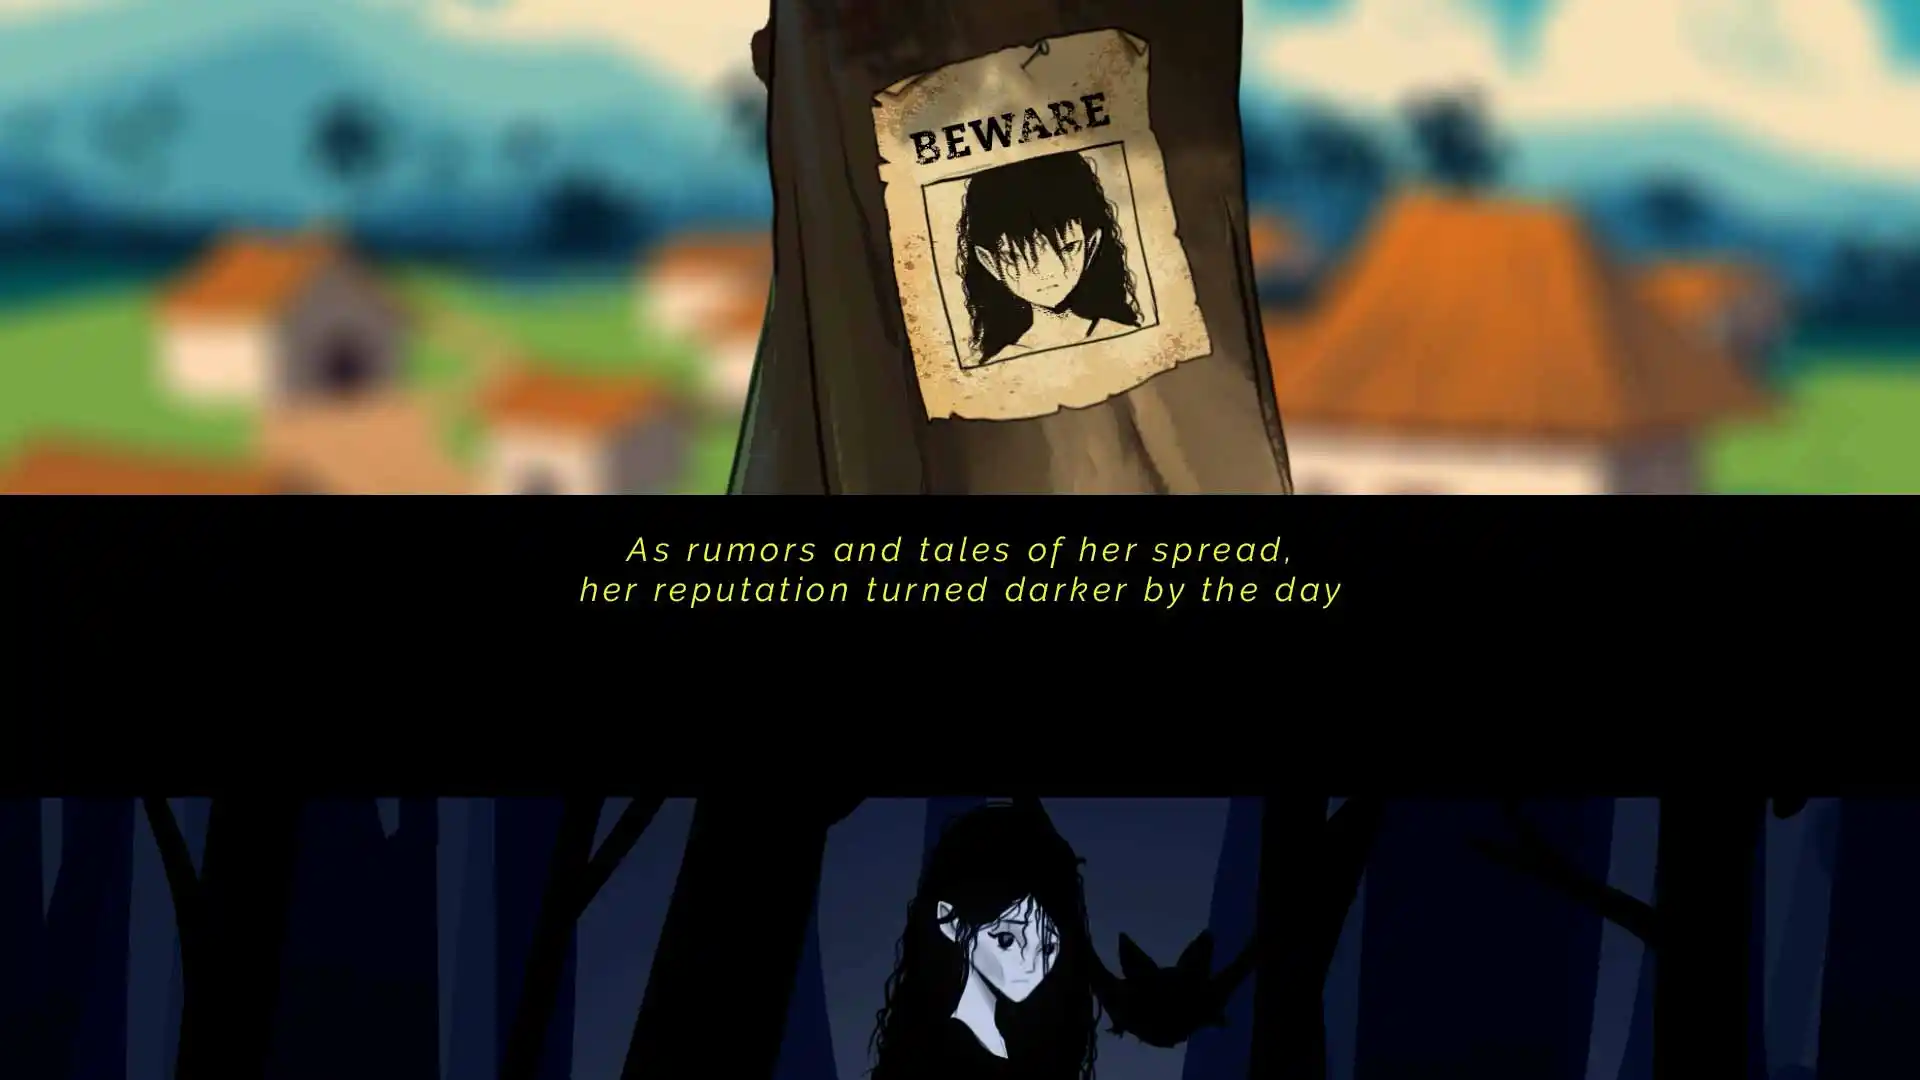 BEWARE
As rumors and tales of her spread,
her reputation turned darker by the day